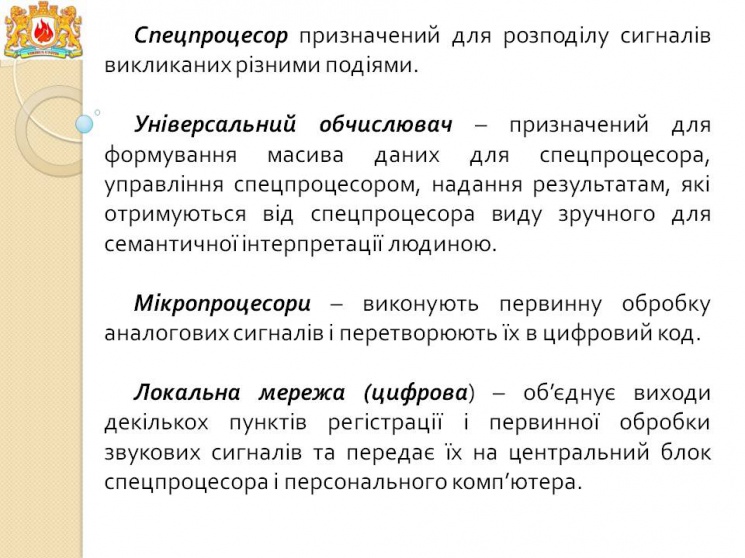 Спецпроцесор призначений для розподілу сигналів
викликаних різними подіями.
Універсальний обчислювач – призначений для
формування масива даних для спецпроцесора,
управління спецпроцесором, надання результатам, які
отримуються від спецпроцесора виду зручного для
семантичної інтерпретації людиною.
Мікропроцесори – виконують первинну обробку
аналогових сигналів і перетворюють їх в цифровий код.
Локальна мережа (цифрова) – об’єднує виходи
декількох пунктів регістрації і первинної обробки
звукових сигналів та передає їх на центральний блок
спецпроцесора і персонального комп’ютера.